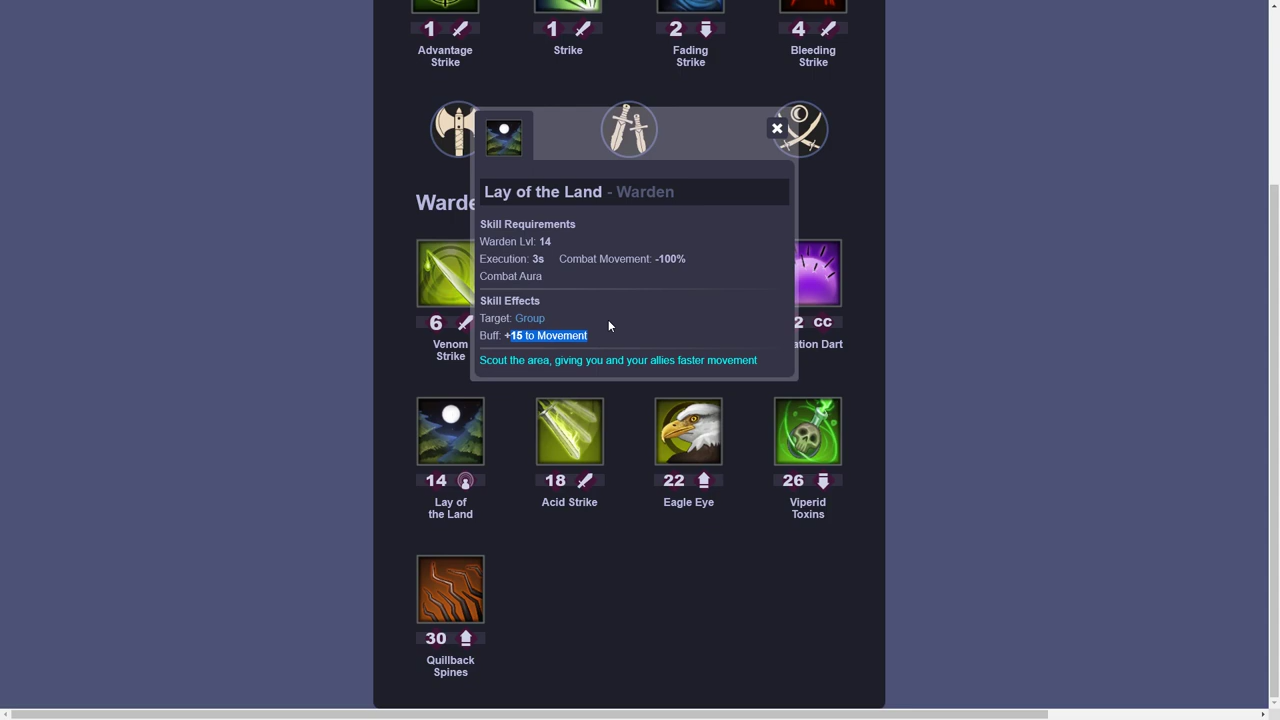 1
1
2
4
Advantage
Strike
Strike
Fading
Strike
Bleeding
Strike
Lay of the Land - Warden
Skill Requirements
Warden Lvl: 14
Execution: 3s Combat Movement: -100%
Combat Aura
Skill Effects
Target: Group
Buff: +15 to Movement
Scout the area, giving you and your allies faster movement
6
2 CC
Venom
Strike
Dart
14
18
22
26
Lay of
the Land
Acid Strike
Eagle Eye
Viperid
Toxins
30
Quillback
Spines